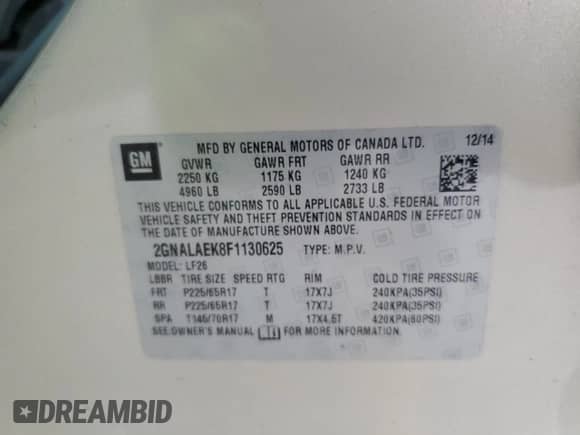 GM
MFD BY GENERAL MOTORS OF CANADA LTD. 12/14
GVWR GAWR FRT GAWR RR
2250 KG 1175 KG 1240 KG
4960 LB 2590 LB 2733 LB
THIS VEHICLE CONFORMS TO ALL APPLICABLE U.S. FEDERAL MOTOR
VEHICLE SAFETY AND THEFT PREVENTION STANDARDS IN EFFECT ON
THE DATE OF MANUFACTURE SHOWN ABOVE.
2GNALAEK8F1130625 TYPE: M.P.V.
MODEL: LF26
LBBR TIRE SIZE SPEED RTG RIM COLD TIRE PRESSURE
FRT P225/65R17 T 17X7J 240KPA(35PSI)
RR P225/65R17 T 17X7J 240KPA(35PSI)
SPA T145/70R17 M 17X4.5T 420KPA(60PSI)
SEE OWNER'S MANUAL FOR MORE INFORMATION.
DREAMBID